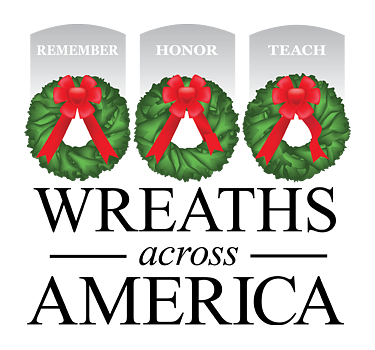 REMEMBER HONOR TEACH
WREATHS
across
AMERICA